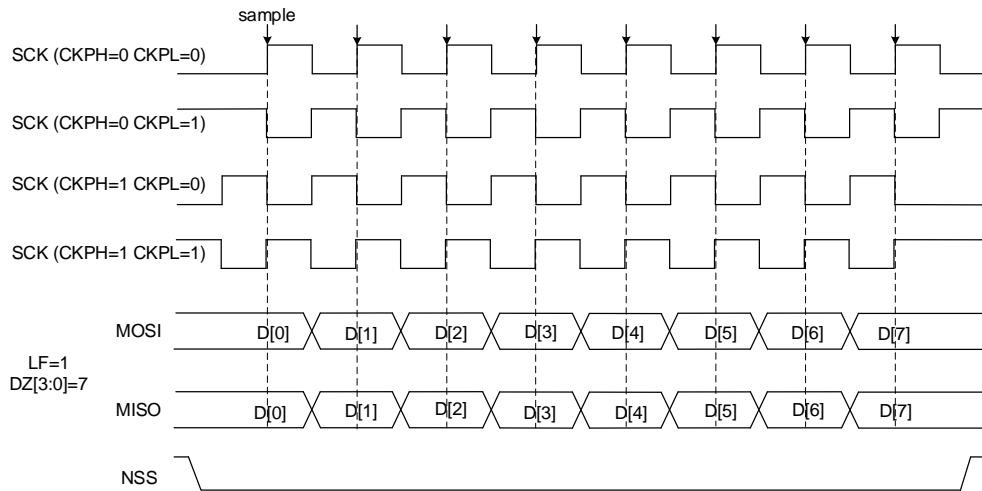 sample
SCK (CKPH=0 CKPL=0)
SCK (CKPH=0 CKPL=1)
SCK (CKPH=1 CKPL=0)
SCK (CKPH=1 CKPL=1)
MOSI D[0] D[1] D[2] D[3] D[4] D[5] D[6] D[7]
LF=1
DZ[3:0]=7
MISO D[0] D[1] D[2] D[3] D[4] D[5] D[6] D[7]
NSS